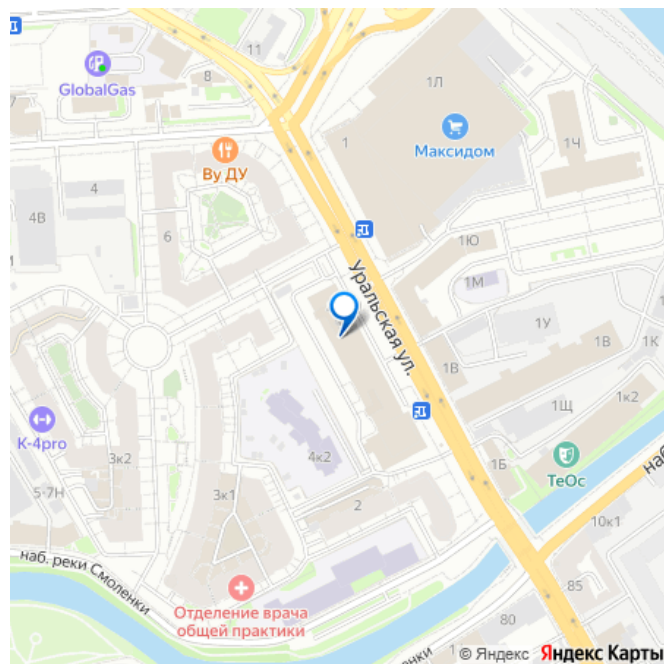 11
1Л
GlobalGas
8
7
1
Максидом
1Ч
Ву ДУ
4
4В
6
1Ю
Уральская ул.
1М
1У
1В
1К
1В
1Щ
1к2
К-4pro
3к2
4к2
1Б
ТеОс
наб.
5-7Н
3к1
2
10к1
наб. реки Смоленки
85
Отделение врача
общей практики
80
© Яндекс Яндекс Карты